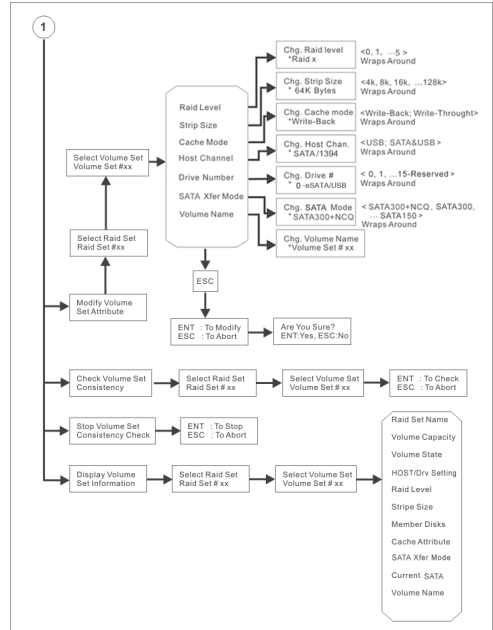 1
Chg. Raid level
*Raid x
<0, 1, ...5 >
Wraps Around
Chg. Strip Size
* 64K Bytes
<4k, 8k, 16k, ...128k>
Wraps Around
Chg. Cache mode
*Write-Back
<Write-Back; Write-Throught>
Wraps Around
Chg. Host Chan.
* SATA/1394
<USB; SATA&USB >
Wraps Around
Chg. Drive #
* 0-eSATA/USB
< 0, 1, ...15-Reserved >
Wraps Around
Chg. SATA Mode
* SATA300+NCQ
< SATA300+NCQ, SATA300,
... SATA150 >
Wraps Around
Chg. Volume Name
*Volume Set # xx
Raid Level
Strip Size
Cache Mode
Host Channel
Drive Number
SATA Xfer Mode
Volume Name
Select Volume Set
Volume Set #xx
Select Raid Set
Raid Set #xx
Modify Volume
Set Attribute
ESC
ENT : To Modify
ESC : To Abort
Are You Sure?
ENT:Yes, ESC:No
Check Volume Set
Consistency
Select Raid Set
Raid Set # xx
Select Volume Set
Volume Set # xx
ENT : To Check
ESC : To Abort
Stop Volume Set
Consistency Check
ENT : To Stop
ESC : To Abort
Display Volume
Set Information
Select Raid Set
Raid Set # xx
Select Volume Set
Volume Set # xx
Raid Set Name
Volume Capacity
Volume State
HOST/Drv Setting
Raid Level
Stripe Size
Member Disks
Cache Attribute
SATA Xfer Mode
Current SATA
Volume Name